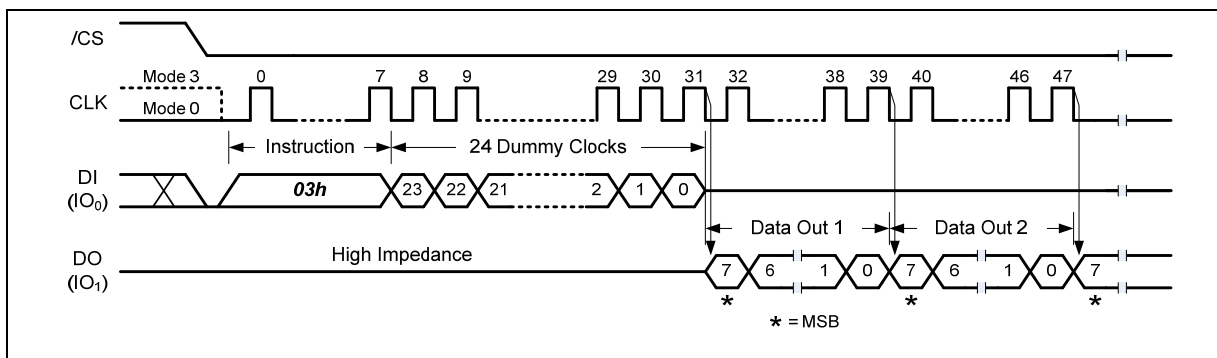 /CS
Mode 3 0 7 8 9 29 30 31 32 38 39 40 46 47
CLK
Mode 0
Instruction 24 Dummy Clocks
DI
(IO0) 03h 23 22 21 2 1 0
Data Out 1 Data Out 2
DO
(IO1) High Impedance 7 6 1 0 7 6 1 0 7
* * *
* = MSB